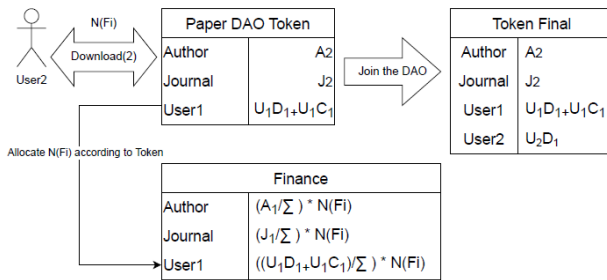 N(Fi)
Download(2)
User2
Paper DAO Token
Author A2
Journal J2
User1 U1D1+U1C1
Join the DAO
Token Final
Author A2
Journal J2
User1 U1D1+U1C1
User2 U2D1
Allocate N(Fi) according to Token
Finance
Author (A1/∑ ) * N(Fi)
Journal (J1/∑ ) * N(Fi)
User1 ((U1D1+U1C1)/∑ ) * N(Fi)